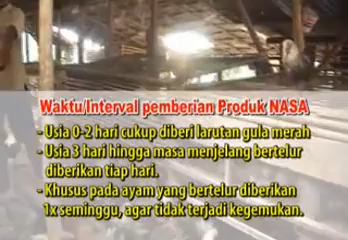 Waktu/Interval pemberian Produk NASA
- Usia 0-2 hari cukup diberi larutan gula merah
- Usia 3 hari hingga masa menjelang bertelur
diberikan tiap hari.
- Khusus pada ayam yang bertelur diberikan
1x seminggu, agar tidak terjadi kegemukan.